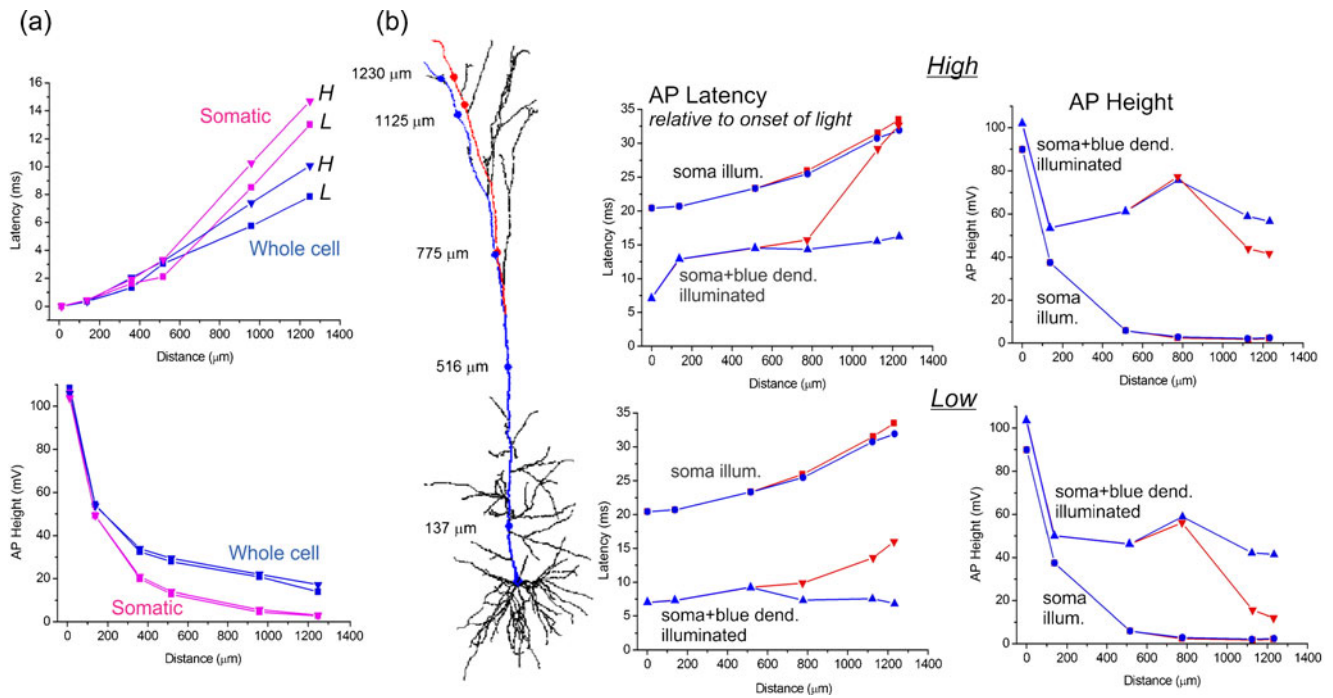 (a)
16
14
12
10
8
6
4
2
0
Latency (ms)
Somatic
H
L
H
L
Whole cell
0 200 400 600 800 1000 1200 1400
Distance (μm)
100
80
60
40
20
0
AP Height (mV)
Whole cell
Somatic
0 200 400 600 800 1000 1200 1400
Distance (μm)
(b)
1230 μm
1125 μm
775 μm
516 μm
137 μm
High
AP Latency
relative to onset of light
35
30
25
20
15
10
5
0
Latency (ms)
soma illum.
soma+blue dend.
illuminated
0 200 400 600 800 1000 1200 1400
Distance (μm)
AP Height
100
80
60
40
20
0
AP Height (mV)
soma+blue dend.
illuminated
soma
illum.
0 200 400 600 800 1000 1200 1400
Distance (μm)
Low
35
30
25
20
15
10
5
0
Latency (ms)
soma illum.
soma+blue dend.
illuminated
0 200 400 600 800 1000 1200 1400
Distance (μm)
100
80
60
40
20
0
AP Height (mV)
soma+blue dend.
illuminated
soma
illum.
0 200 400 600 800 1000 1200 1400
Distance (μm)